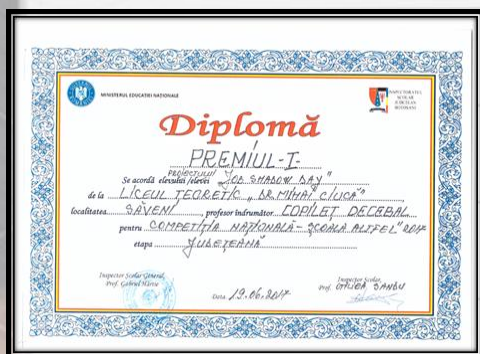 MINISTERUL EDUCAȚIEI NAȚIONALE
INSPECTORATUL
ȘCOLAR
JUDEȚEAN
BOTOȘANI
Diplomă
PREMIUL-I-
Se acordă elevului/elevei PROIECTULUI "JOB SHADOW DAY"
de la LICEUL TEORETIC "DR. MIHAI CIUCĂ"
localitatea SĂVENI, profesor îndrumător COPILEȚ DECEBAL
pentru COMPETIȚIA NAȚIONALĂ - "ȘCOALA ALTFEL" 2017
etapa JUDEȚEANĂ
Inspector Școlar General,
Prof. Gabriel Hârtie
Inspector Școlar,
Prof. SANDU
Data 19.06.2017